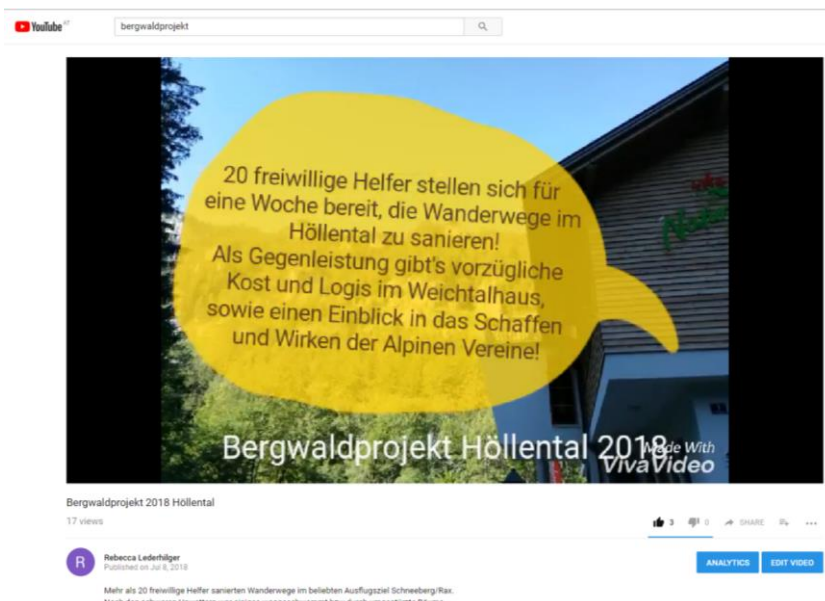 YouTube AT
bergwaldprojekt
20 freiwillige Helfer stellen sich für
eine Woche bereit, die Wanderwege im
Höllental zu sanieren!
Als Gegenleistung gibt's vorzügliche
Kost und Logis im Weichtalhaus,
sowie einen Einblick in das Schaffen
und Wirken der Alpinen Vereine!
Bergwaldprojekt Höllental 2018
Made With
VivaVideo
Bergwaldprojekt 2018 Höllental
17 views
3 0 SHARE
R
Rebecca Lederhilger
Published on Jul 8, 2018
ANALYTICS EDIT VIDEO
Mehr als 20 freiwillige Helfer sanierten Wanderwege im beliebten Ausflugsziel Schneeberg/Rax.